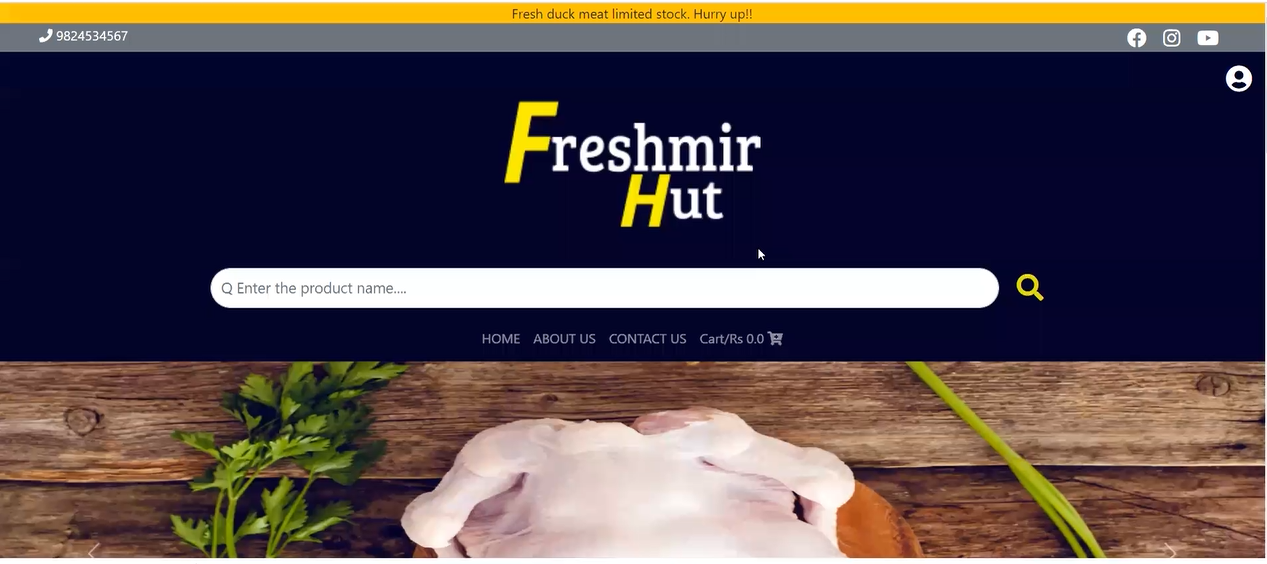 Fresh duck meat limited stock. Hurry up!!
9824534567
Freshmir
Hut
Q Enter the product name....
HOME ABOUT US CONTACT US Cart/Rs 0.0